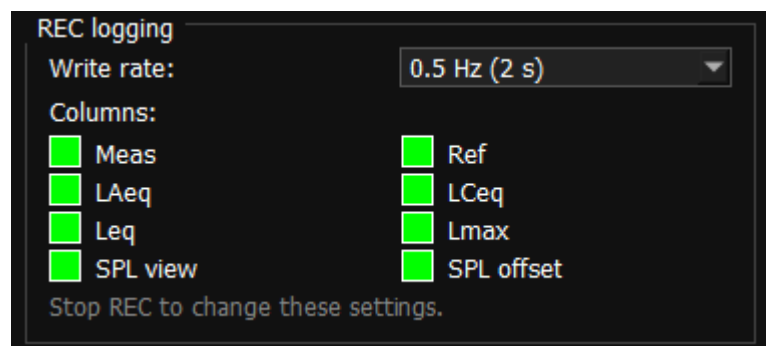 REC logging
Write rate: 0.5 Hz (2 s)
Columns:
Meas Ref
LAeq LCeq
Leq Lmax
SPL view SPL offset
Stop REC to change these settings.